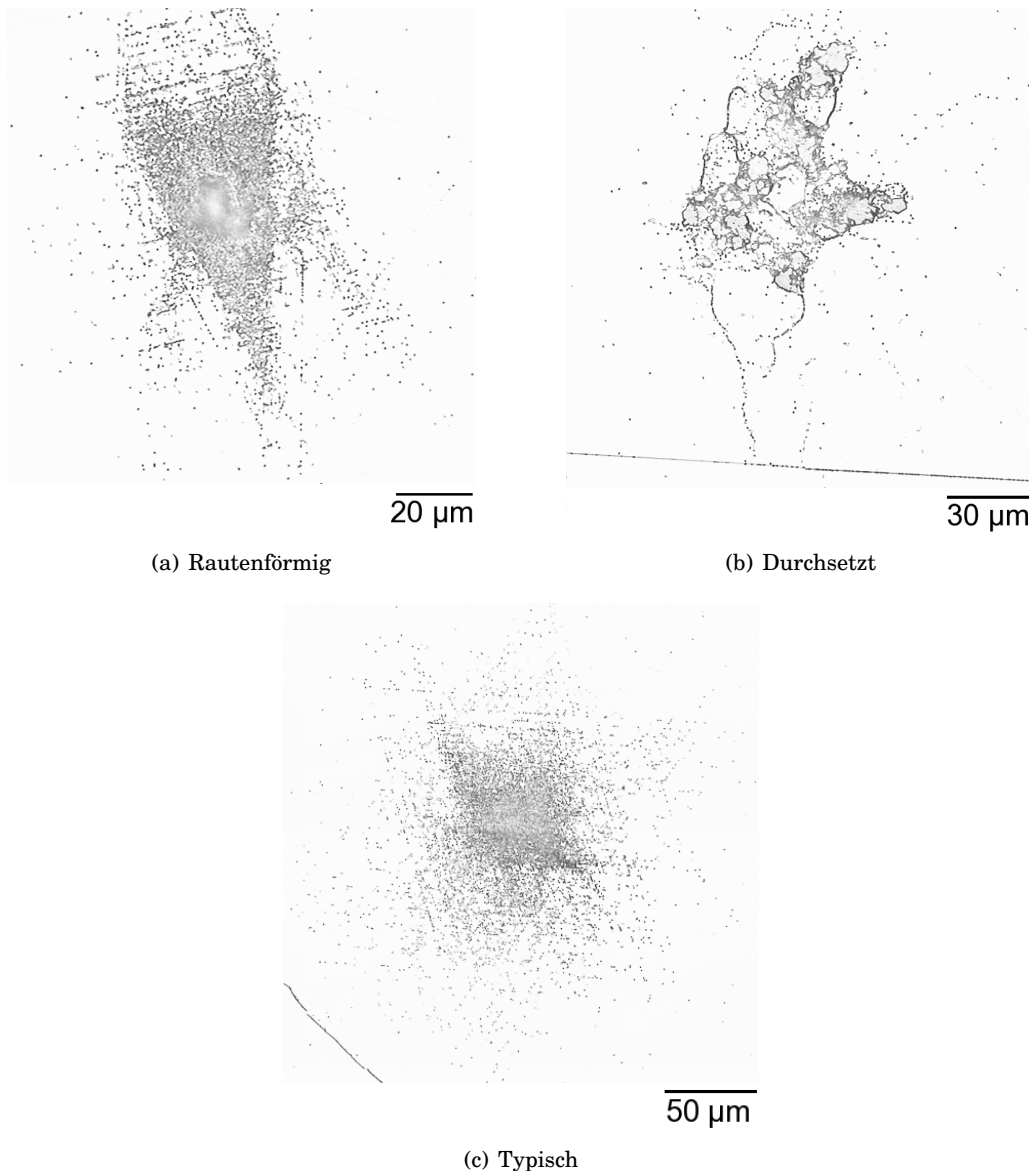 20 µm
30 µm
(a) Rautenförmig
(b) Durchsetzt
50 µm
(c) Typisch